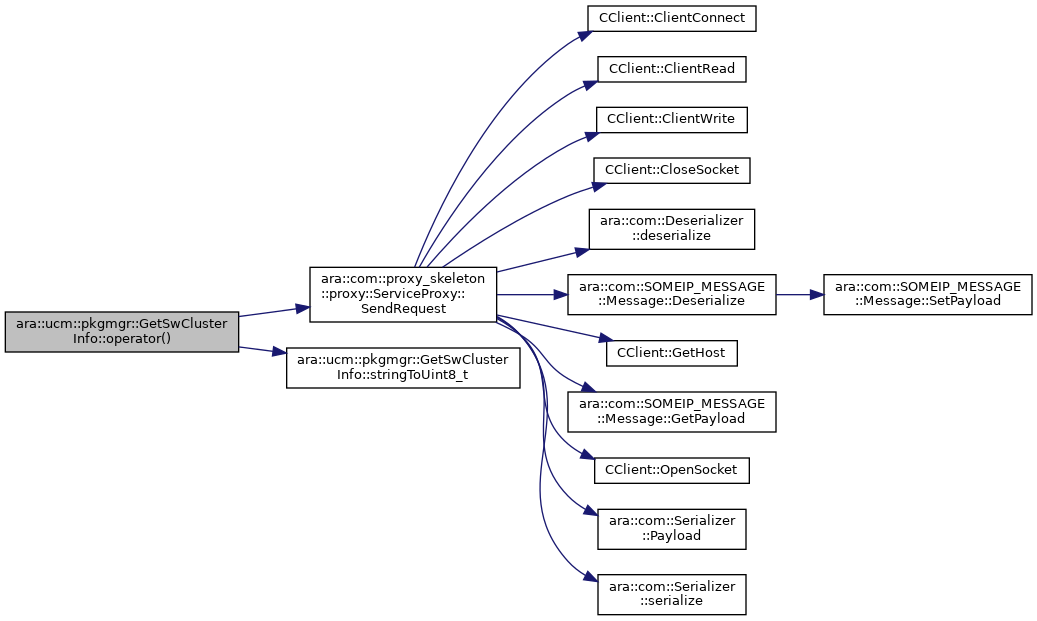 ara::ucm::pkgmgr::GetSwCluster
Info::operator()
ara::com::proxy_skeleton
::proxy::ServiceProxy::
SendRequest
ara::ucm::pkgmgr::GetSwCluster
Info::stringToUint8_t
CClient::ClientConnect
CClient::ClientRead
CClient::ClientWrite
CClient::CloseSocket
ara::com::Deserializer
::deserialize
ara::com::SOMEIP_MESSAGE
::Message::Deserialize
ara::com::SOMEIP_MESSAGE
::Message::SetPayload
CClient::GetHost
ara::com::SOMEIP_MESSAGE
::Message::GetPayload
CClient::OpenSocket
ara::com::Serializer
::Payload
ara::com::Serializer
::serialize